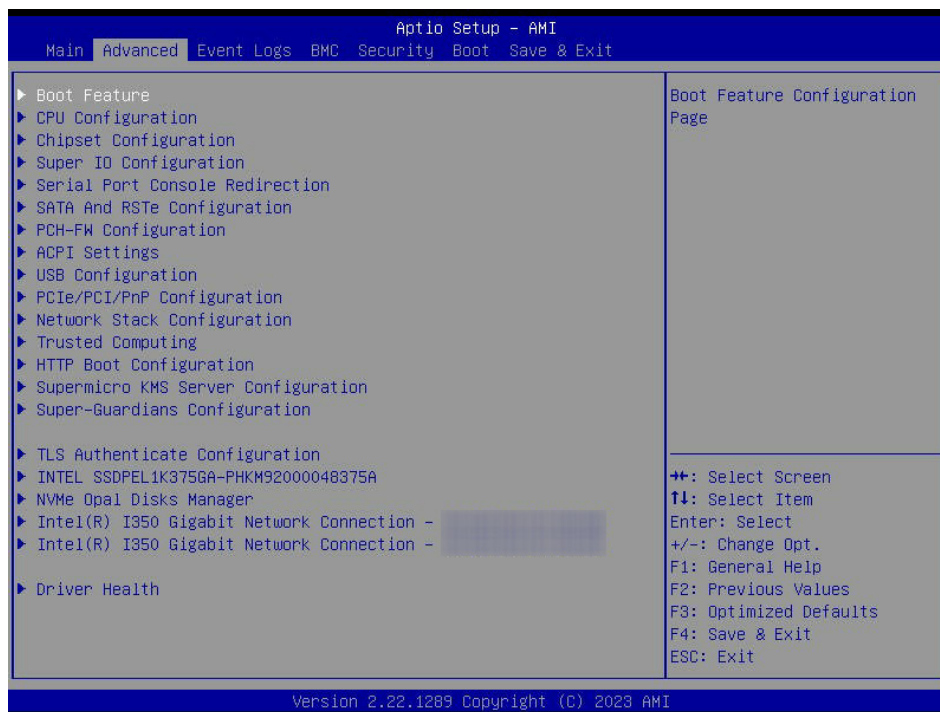 Aptio Setup – AMI
Main Advanced Event Logs BMC Security Boot Save & Exit
▶ Boot Feature
▶ CPU Configuration
▶ Chipset Configuration
▶ Super IO Configuration
▶ Serial Port Console Redirection
▶ SATA And RSTe Configuration
▶ PCH-FW Configuration
▶ ACPI Settings
▶ USB Configuration
▶ PCIe/PCI/PnP Configuration
▶ Network Stack Configuration
▶ Trusted Computing
▶ HTTP Boot Configuration
▶ Supermicro KMS Server Configuration
▶ Super-Guardians Configuration
▶ TLS Authenticate Configuration
▶ INTEL SSDPEL1K375GA-PHKM92000048375A
▶ NVMe Opal Disks Manager
▶ Intel(R) I350 Gigabit Network Connection –
▶ Intel(R) I350 Gigabit Network Connection –
▶ Driver Health
Boot Feature Configuration
Page
→←: Select Screen
↑↓: Select Item
Enter: Select
+/-: Change Opt.
F1: General Help
F2: Previous Values
F3: Optimized Defaults
F4: Save & Exit
ESC: Exit
Version 2.22.1289 Copyright (C) 2023 AMI